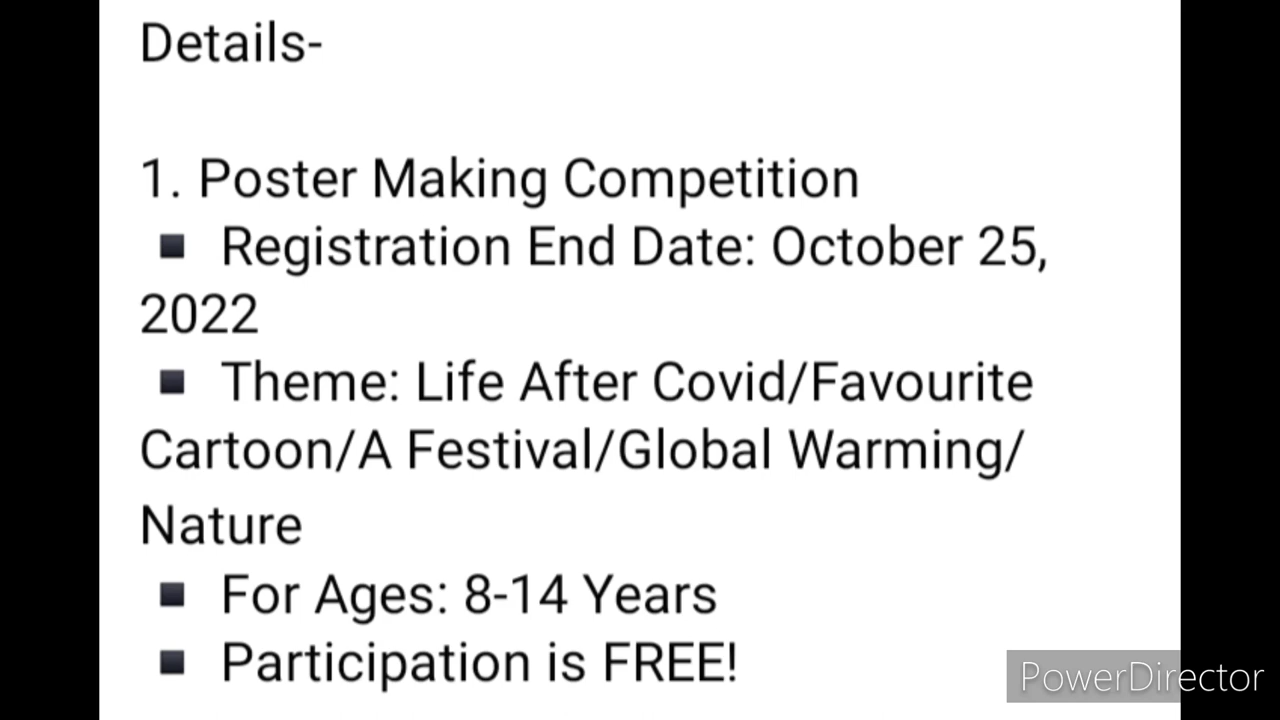 Details-
1. Poster Making Competition
▪ Registration End Date: October 25,
2022
▪ Theme: Life After Covid/Favourite
Cartoon/A Festival/Global Warming/
Nature
▪ For Ages: 8-14 Years
▪ Participation is FREE!
PowerDirector